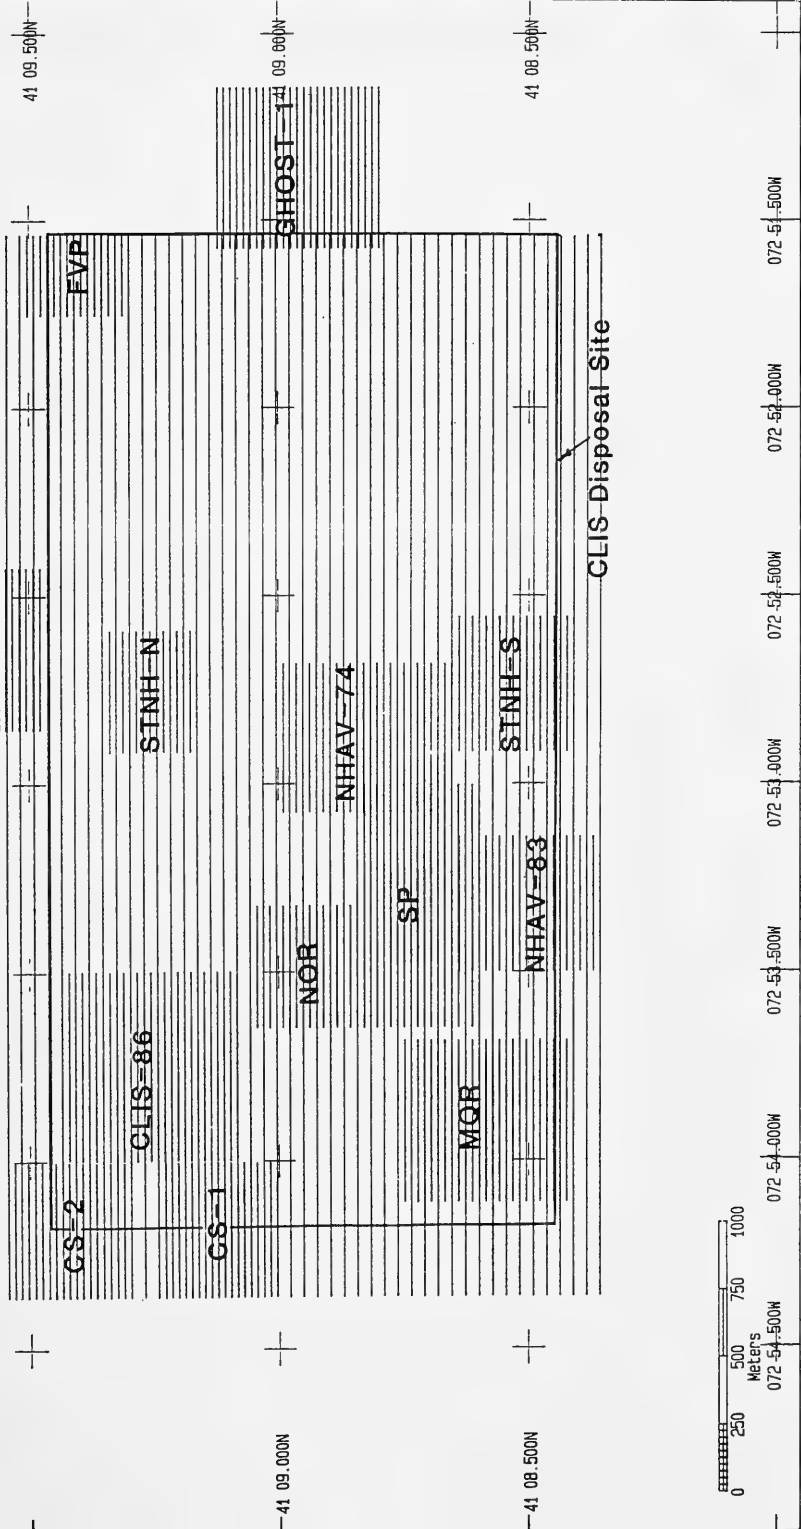 41 09.500N
41 09.000N
41 08.500N
FVP
GHOST-1
STNH-N
NHAV-74
STNH-S
CLIS Disposal Site
CLIS-86
NOR
SP
NHAV-83
MQR
CS-2
CS-1
41 09.000N
41 08.500N
072 54.500W
072 54.000W
072 53.500W
072 53.000W
072 52.500W
072 52.000W
072 51.500W
0 250 500 750 1000
Meters